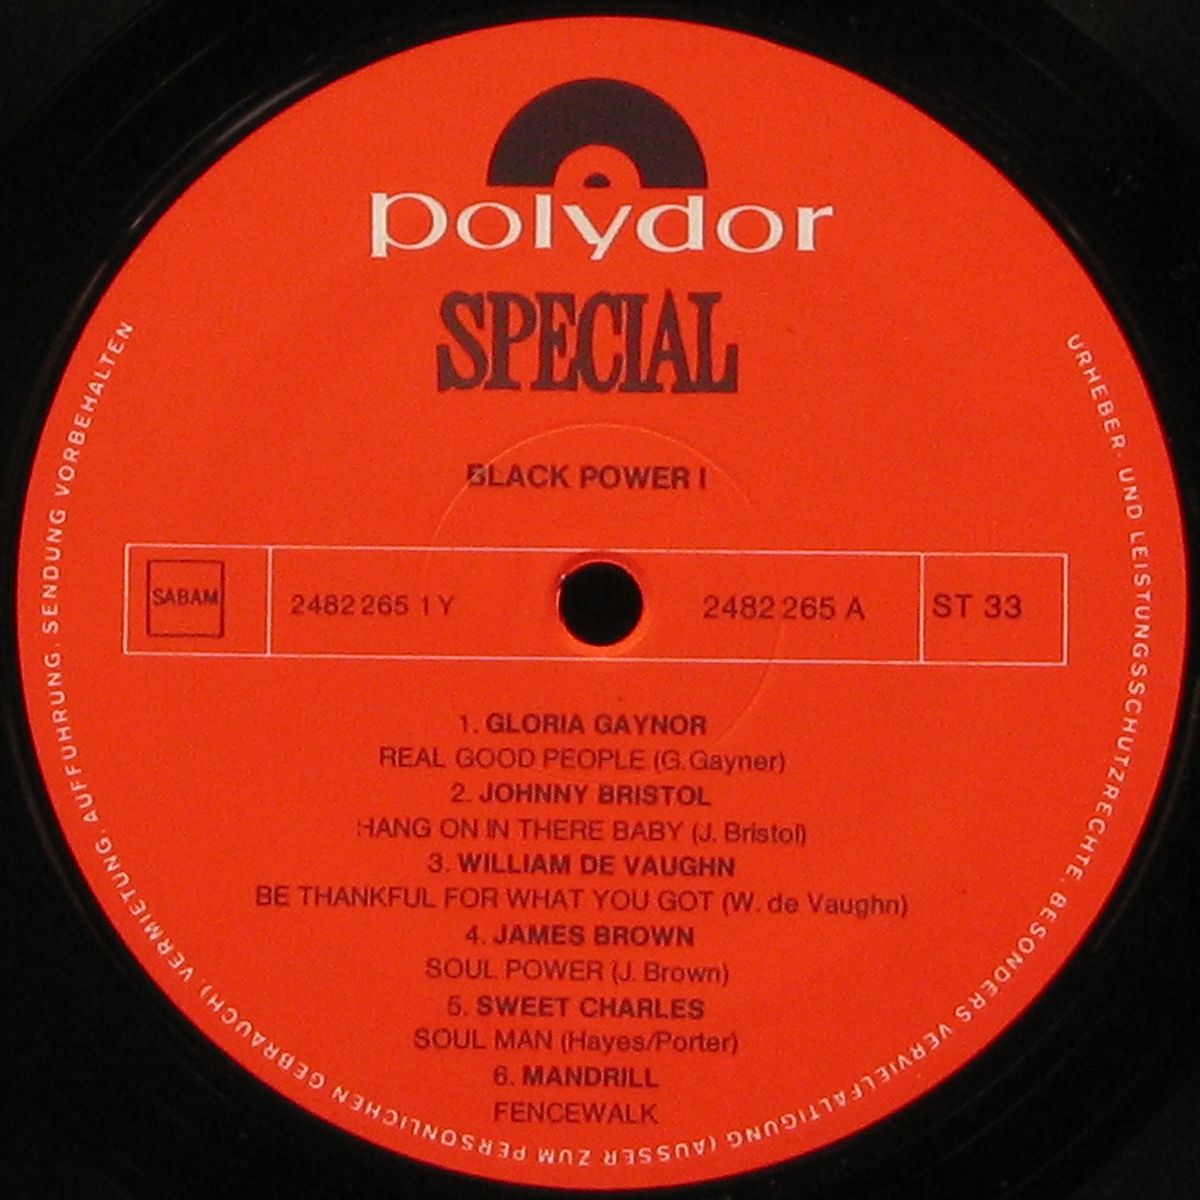 polydor
SPECIAL
BLACK POWER I
SABAM
2482 265 1 Y
2482 265 A
ST 33
1. GLORIA GAYNOR
REAL GOOD PEOPLE (G. Gayner)
2. JOHNNY BRISTOL
HANG ON IN THERE BABY (J. Bristol)
3. WILLIAM DE VAUGHN
BE THANKFUL FOR WHAT YOU GOT (W. de Vaughn)
4. JAMES BROWN
SOUL POWER (J. Brown)
5. SWEET CHARLES
SOUL MAN (Hayes/Porter)
6. MANDRILL
FENCEWALK
URHEBER- UND LEISTUNGSSCHUTZRECHTE, BESONDERS VERVIELFÄLTIGUNG (AUSSER ZUM PERSÖNLICHEN GEBRAUCH), VERMIETUNG, AUFFÜHRUNG, SENDUNG VORBEHALTEN